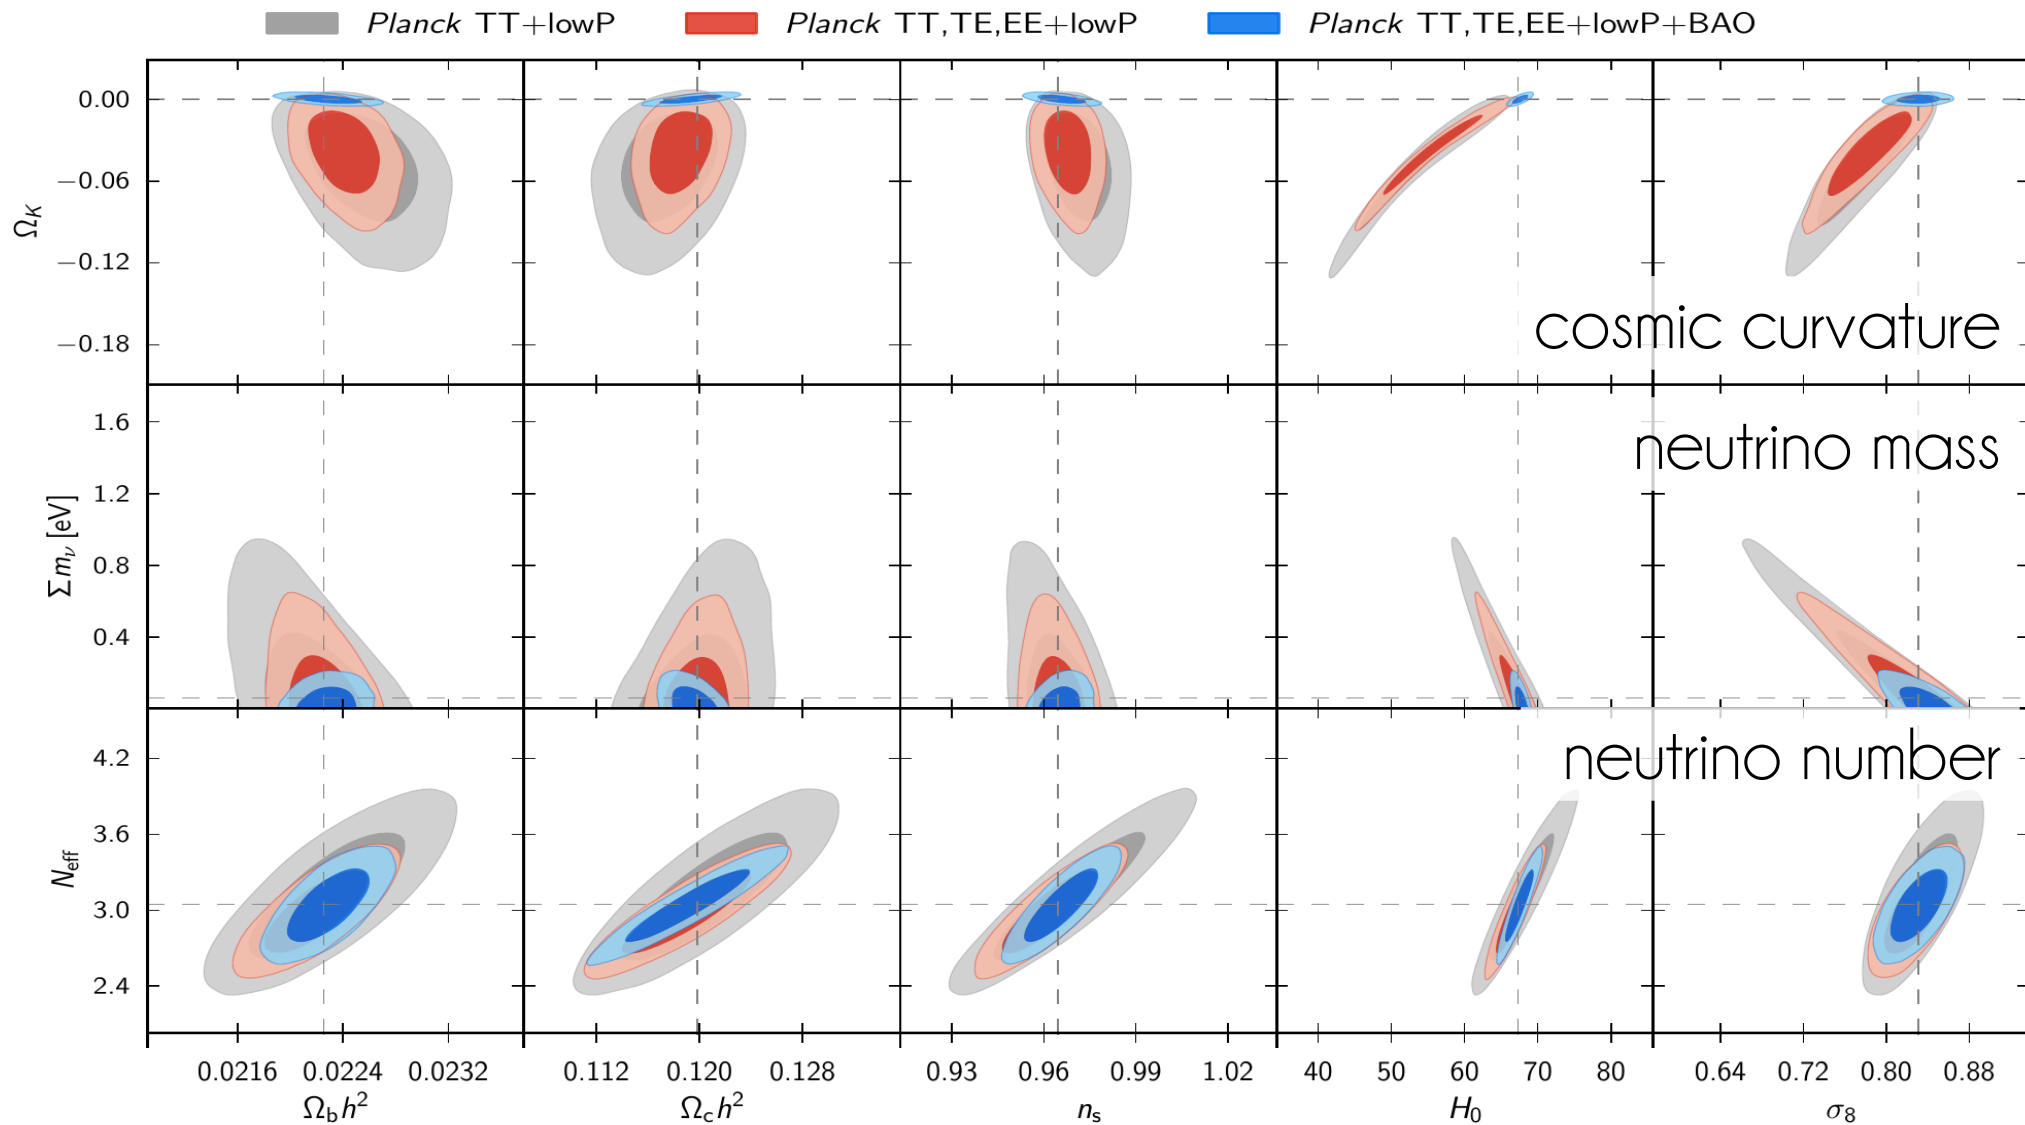 Planck TT+lowP Planck TT,TE,EE+lowP Planck TT,TE,EE+lowP+BAO
0.00
−0.06
−0.12
−0.18
Ω_K
cosmic curvature
1.6
1.2
0.8
0.4
Σm_ν [eV]
neutrino mass
4.2
3.6
3.0
2.4
N_eff
neutrino number
0.0216 0.0224 0.0232 0.112 0.120 0.128 0.93 0.96 0.99 1.02 40 50 60 70 80 0.64 0.72 0.80 0.88
Ω_b h² Ω_c h² n_s H_0 σ_8